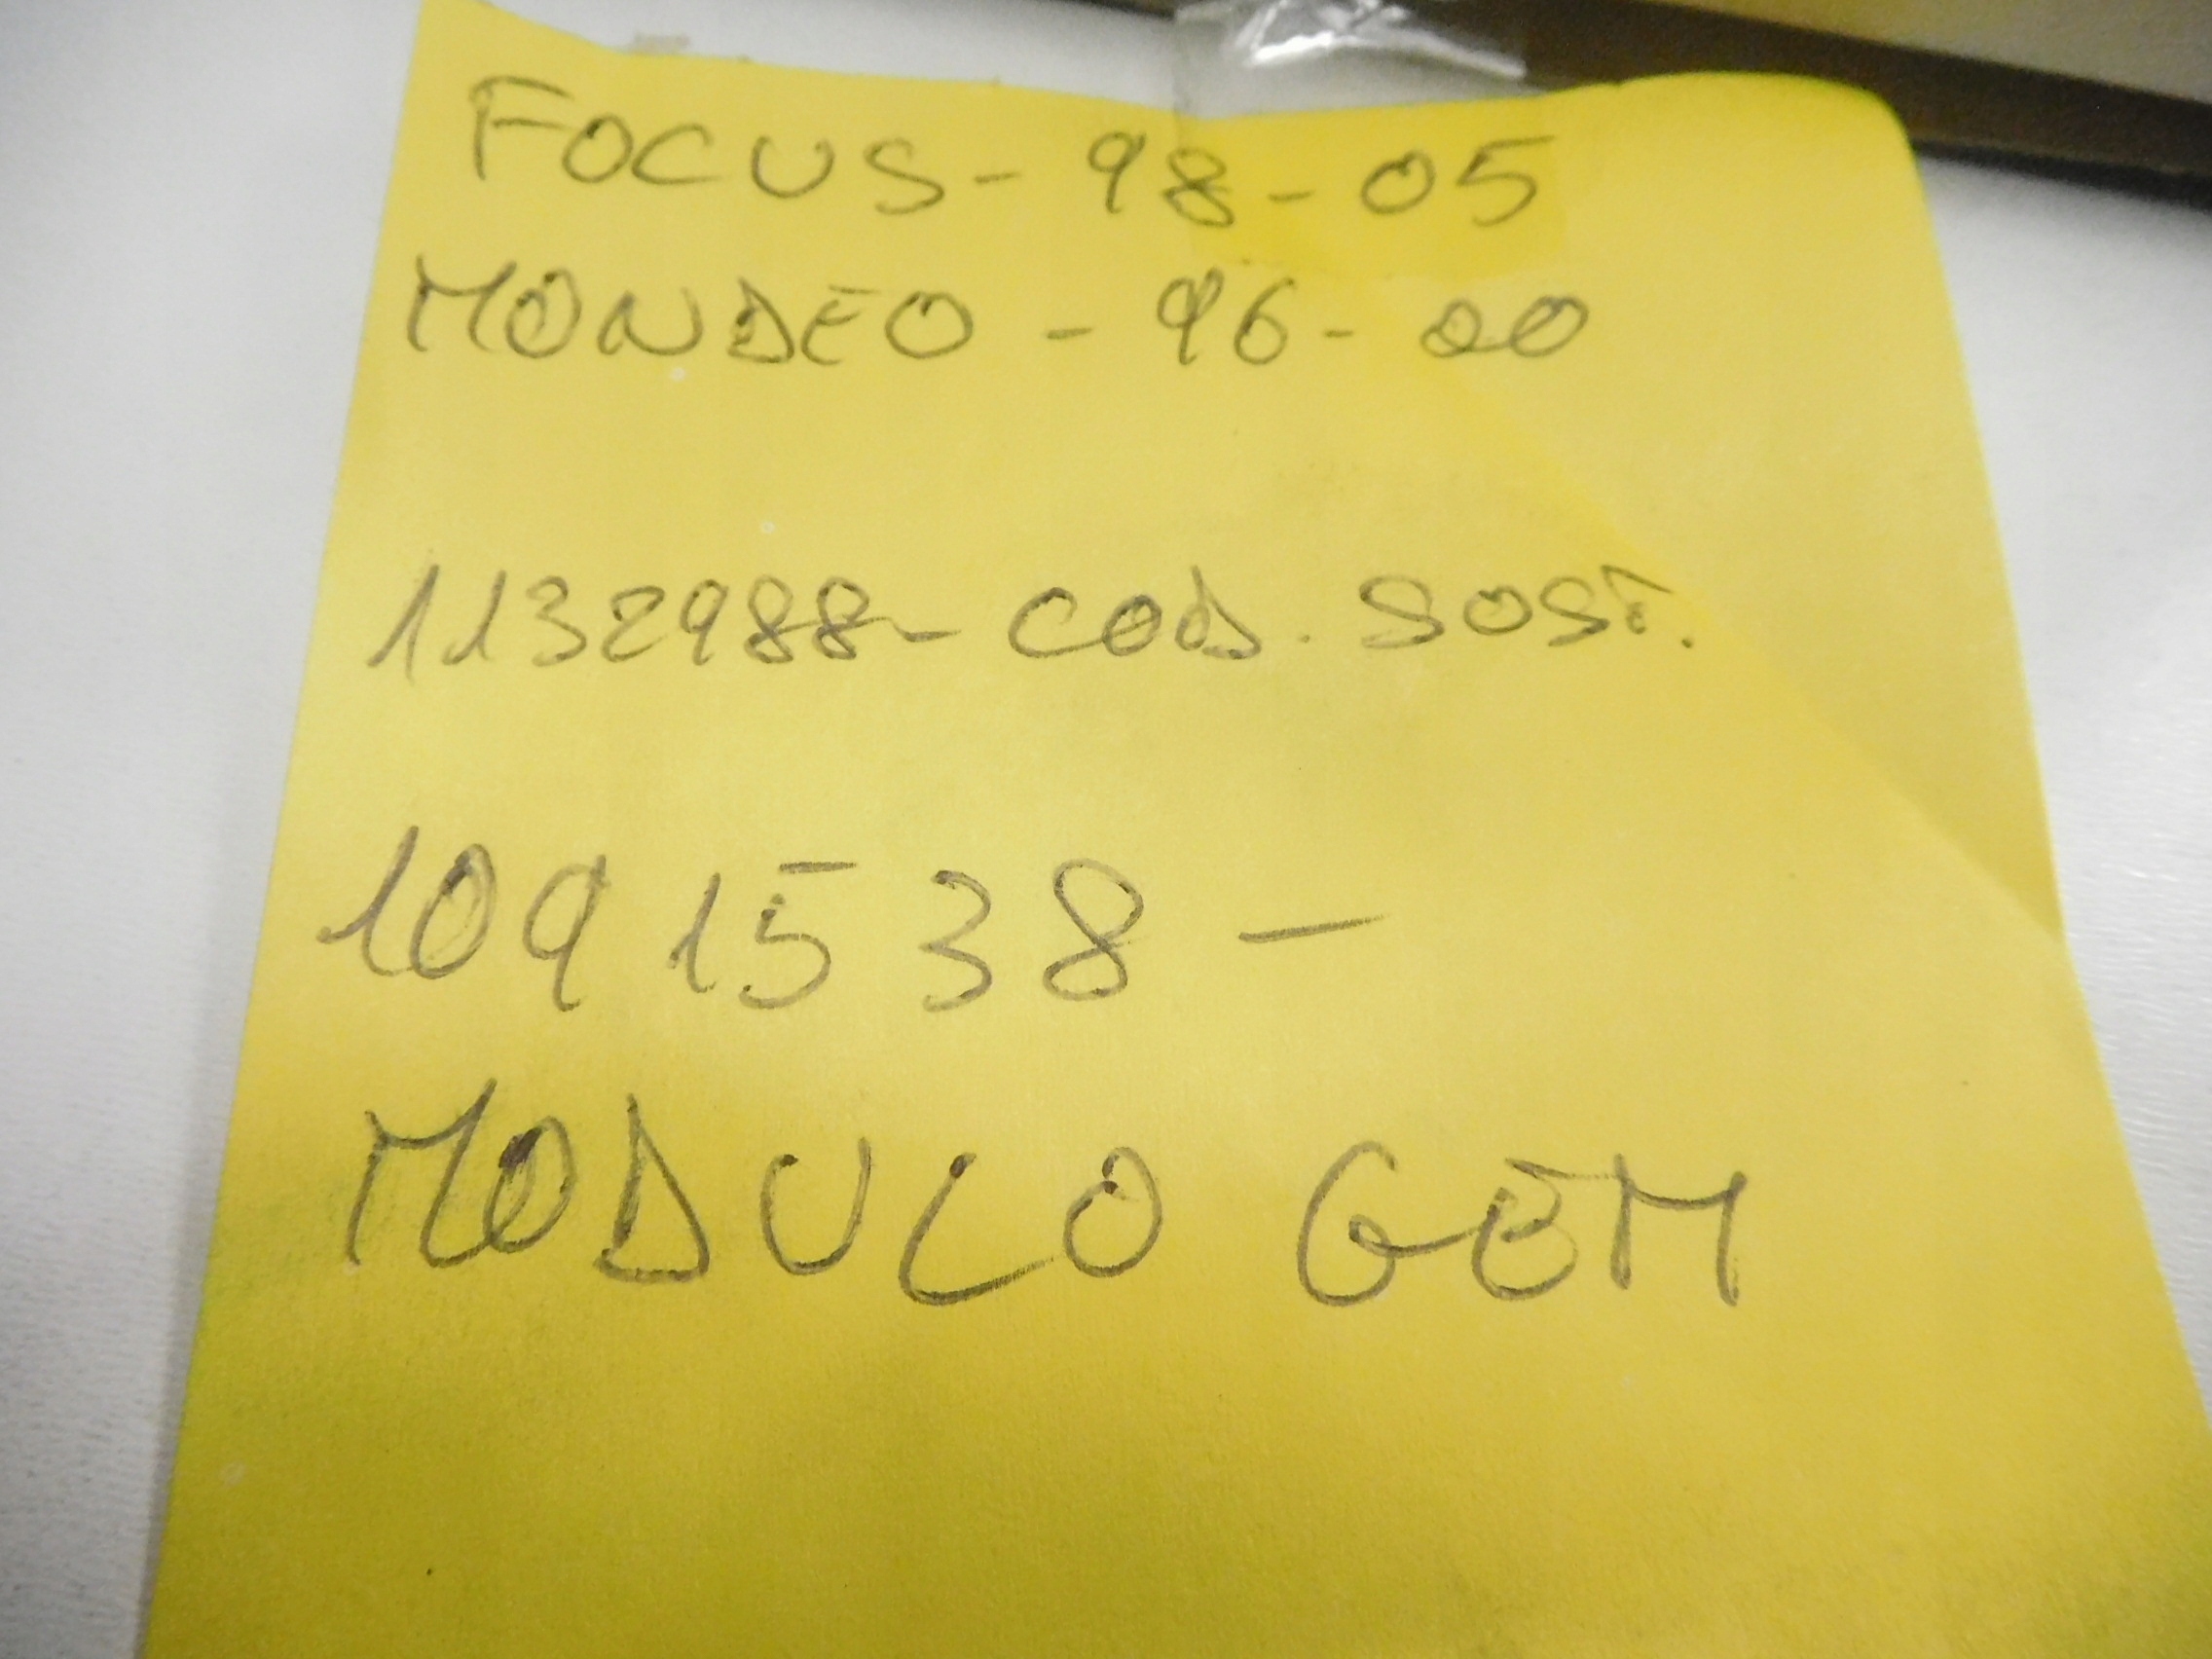 FOCUS - 98 - 05
MONDEO - 96 - 00
1132988 - COD. SOST.
1091538 -
MODULO GEM